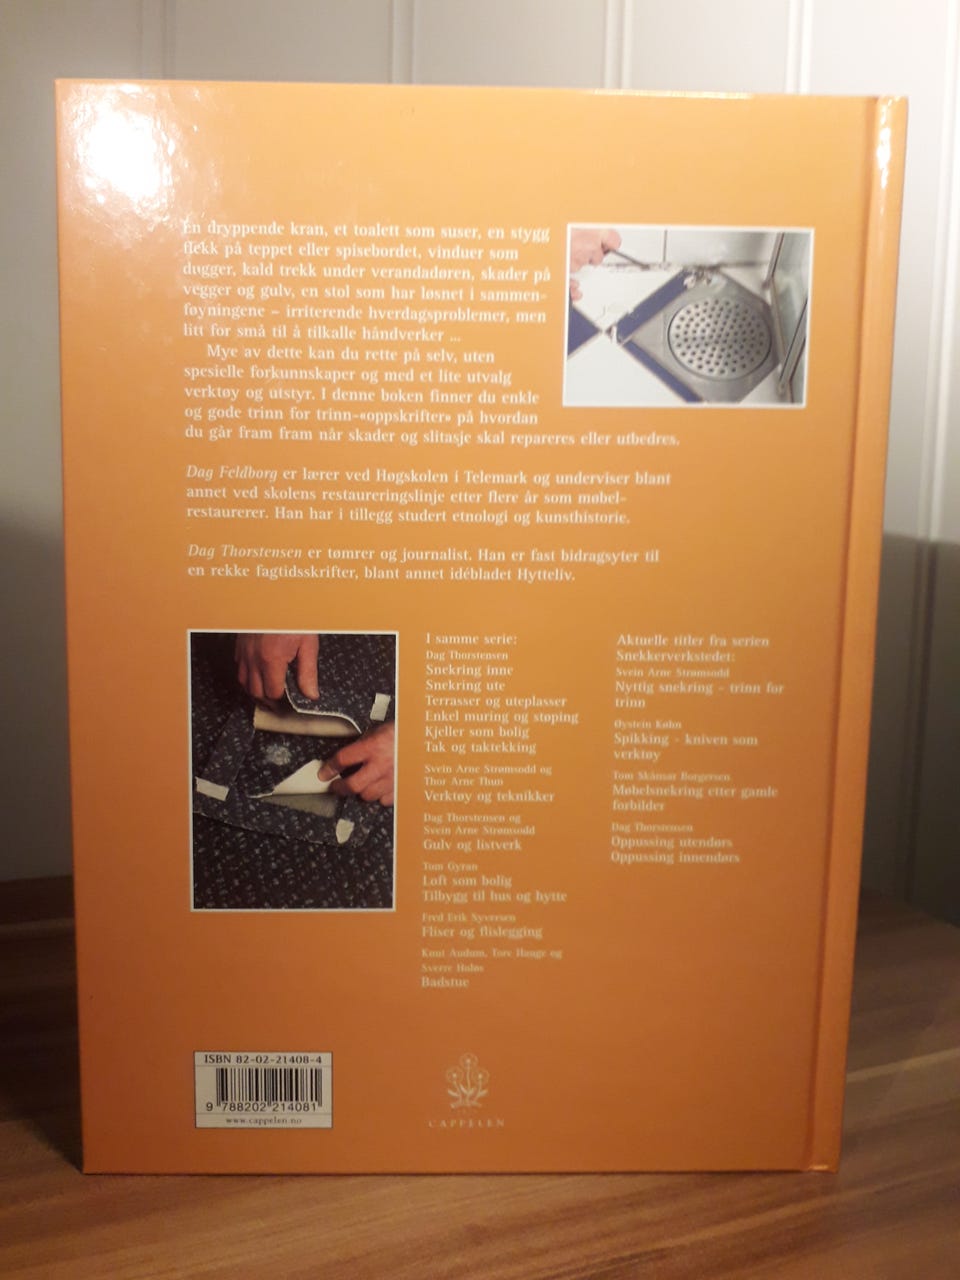 En dryppende kran, et toalett som suser, en stygg
flekk på teppet eller spisebordet, vinduer som
dugger, kald trekk under verandadøren, skader på
vegger og gulv, en stol som har løsnet i sammen-
føyningene – irriterende hverdagsproblemer, men
litt for små til å tilkalle håndverker ...
Mye av dette kan du rette på selv, uten
spesielle forkunnskaper og med et lite utvalg
verktøy og utstyr. I denne boken finner du enkle
og gode trinn for trinn-«oppskrifter» på hvordan
du går fram fram når skader og slitasje skal repareres eller utbedres.
Dag Feldborg er lærer ved Høgskolen i Telemark og underviser blant
annet ved skolens restaureringslinje etter flere år som møbel-
restaurerer. Han har i tillegg studert etnologi og kunsthistorie.
Dag Thorstensen er tømrer og journalist. Han er fast bidragsyter til
en rekke fagtidsskrifter, blant annet idébladet Hytteliv.
I samme serie:
Dag Thorstensen
Snekring inne
Snekring ute
Terrasser og uteplasser
Enkel muring og støping
Kjeller som bolig
Tak og taktekking
Svein Arne Strømsodd og
Thor Arne Thun
Verktøy og teknikker
Dag Thorstensen og
Svein Arne Strømsodd
Gulv og listverk
Tom Gyran
Loft som bolig
Tilbygg til hus og hytte
Fred Erik Syversen
Fliser og flislegging
Knut Audum, Tore Hauge og
Sverre Holøs
Badstue
Aktuelle titler fra serien
Snekkerverkstedet:
Svein Arne Strømsodd
Nyttig snekring – trinn for
trinn
Øystein Køhn
Spikking – kniven som
verktøy
Tom Skåmar Borgersen
Møbelsnekring etter gamle
forbilder
Dag Thorstensen
Oppussing utendørs
Oppussing innendørs
ISBN 82-02-21408-4
9 788202 214081
www.cappelen.no
CAPPELEN